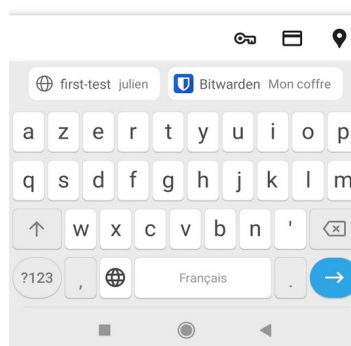 first-test julien Bitwarden Mon coffre
a z e r t y u i o p
q s d f g h j k l m
w x c v b n '
?123 , Français .